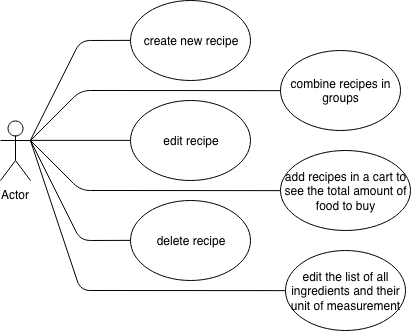 create new recipe
combine recipes in
groups
edit recipe
Actor
add recipes in a cart to
see the total amount of
food to buy
delete recipe
edit the list of all
ingredients and their
unit of measurement